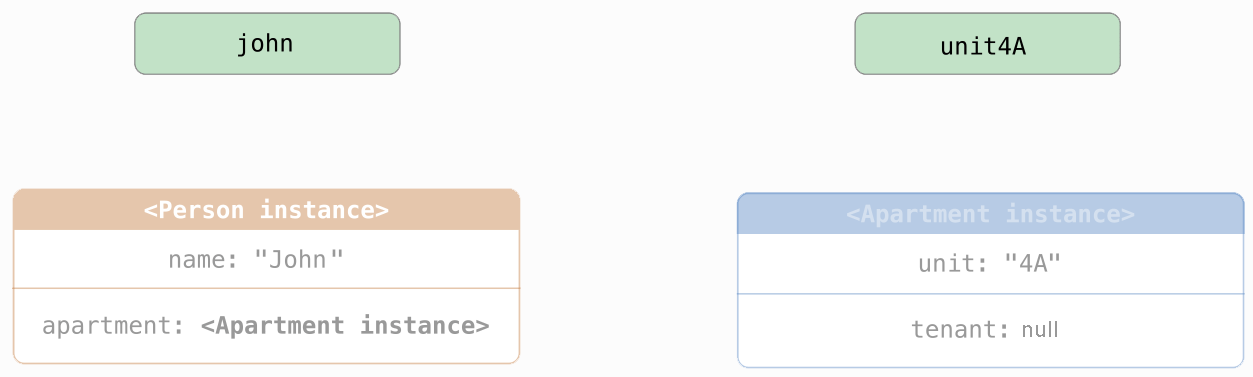 john
unit4A
<Person instance>
name: "John"
apartment: <Apartment instance>
<Apartment instance>
unit: "4A"
tenant: null